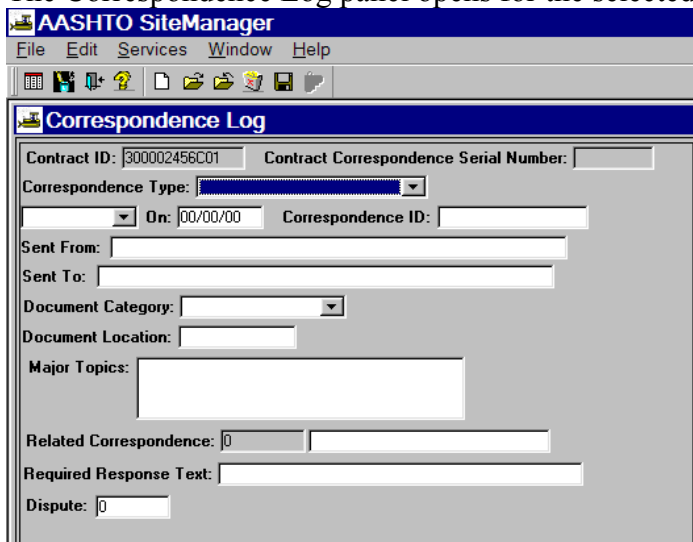 The Correspondence Log panel opens for the selected
AASHTO SiteManager
File Edit Services Window Help
Correspondence Log
Contract ID: 300002456C01 Contract Correspondence Serial Number:
Correspondence Type:
On: 00/00/00 Correspondence ID:
Sent From:
Sent To:
Document Category:
Document Location:
Major Topics:
Related Correspondence: 0
Required Response Text:
Dispute: 0